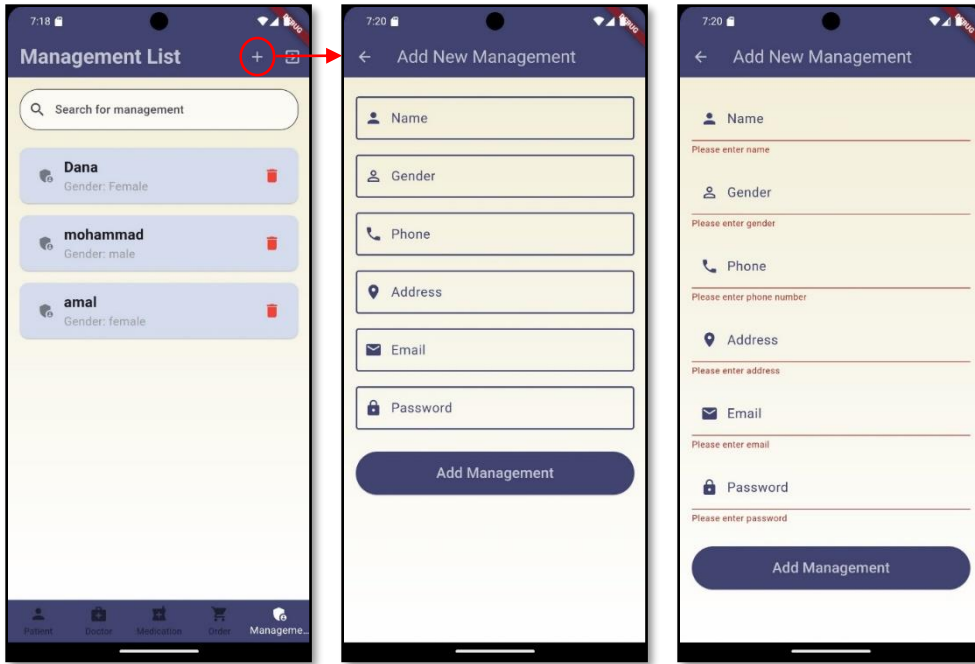 7:18
DEBUG
Management List
Search for management
Dana
Gender: Female
mohammad
Gender: male
amal
Gender: female
Patient
Doctor
Medication
Order
Manageme...
7:20
DEBUG
Add New Management
Name
Gender
Phone
Address
Email
Password
Add Management
7:20
DEBUG
Add New Management
Name
Please enter name
Gender
Please enter gender
Phone
Please enter phone number
Address
Please enter address
Email
Please enter email
Password
Please enter password
Add Management